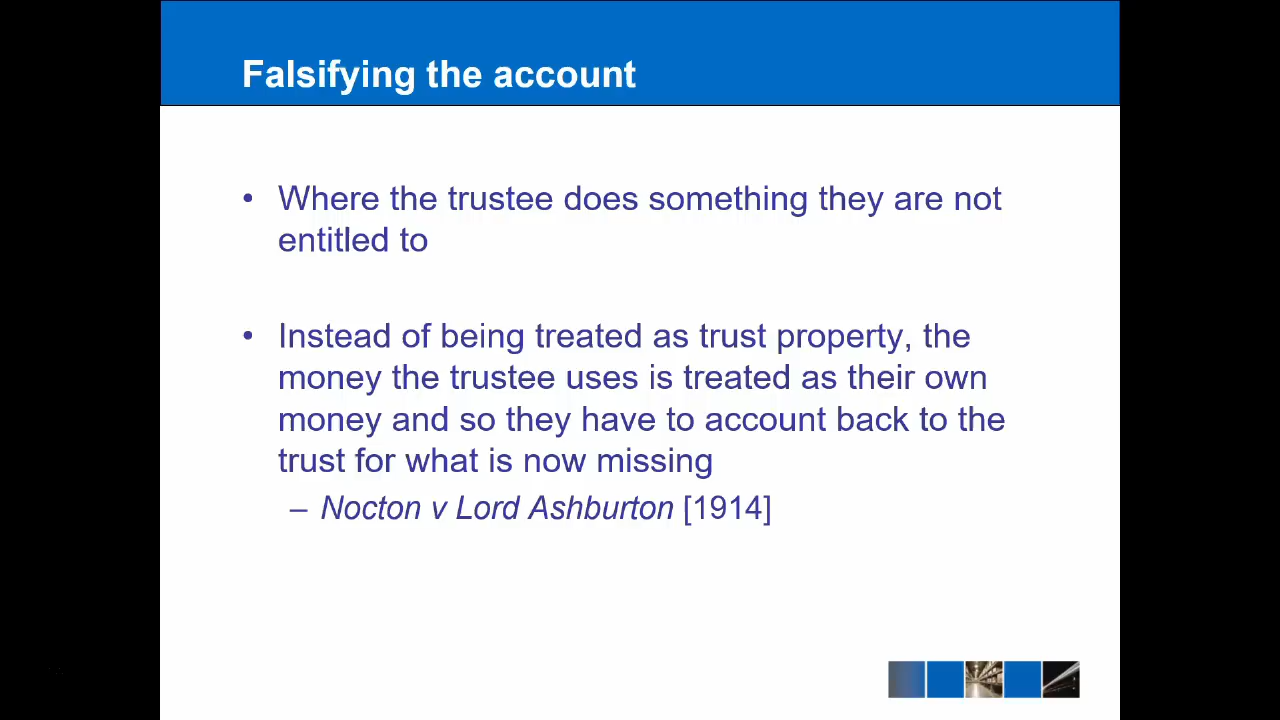 Falsifying the account
• Where the trustee does something they are not
entitled to
• Instead of being treated as trust property, the
money the trustee uses is treated as their own
money and so they have to account back to the
trust for what is now missing
– Nocton v Lord Ashburton [1914]